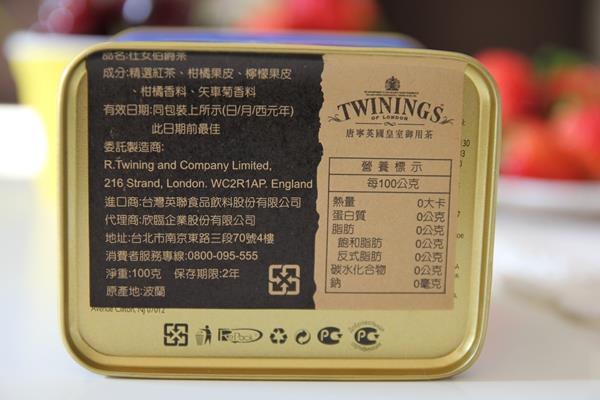 品名:仕女伯爵茶
成分:精選紅茶、柑橘果皮、檸檬果皮
、柑橘香料、矢車菊香料
有效日期:同包裝上所示(日/月/西元年)
此日期前最佳
委託製造商:
R.Twining and Company Limited,
216 Strand, London. WC2R1AP. England
進口商:台灣英聯食品飲料股份有限公司
代理商:欣臨企業股份有限公司
地址:台北市南京東路三段70號4樓
消費者服務專線:0800-095-555
淨重:100克 保存期限:2年
原產地:波蘭
TWININGS
OF LONDON
唐寧英國皇室御用茶
營養標示
每100公克
熱量 0大卡
蛋白質 0公克
脂肪 0公克
飽和脂肪 0公克
反式脂肪 0公克
碳水化合物 0公克
鈉 0毫克
Avenue Clifton, NJ 07012
RePack